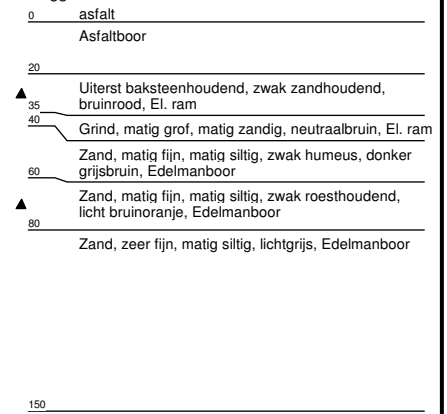 0 asfalt
Asfaltboor
20
Uiterst baksteenhoudend, zwak zandhoudend,
35 bruinrood, El. ram
40 Grind, matig grof, matig zandig, neutraalbruin, El. ram
Zand, matig fijn, matig siltig, zwak humeus, donker
60 grijsbruin, Edelmanboor
Zand, matig fijn, matig siltig, zwak roesthoudend,
licht bruinoranje, Edelmanboor
80
Zand, zeer fijn, matig siltig, lichtgrijs, Edelmanboor
150